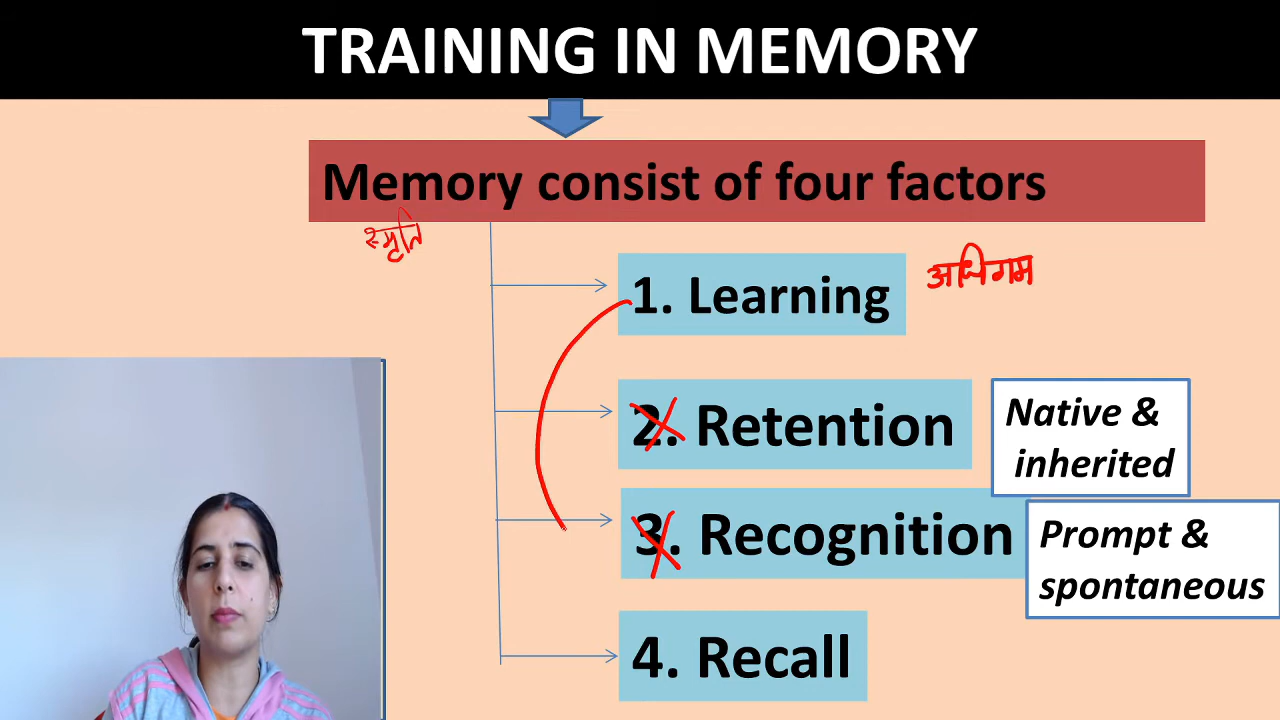 TRAINING IN MEMORY
Memory consist of four factors
स्मृति
1. Learning
अधिगम
2. Retention
Native &
inherited
3. Recognition
Prompt &
spontaneous
4. Recall